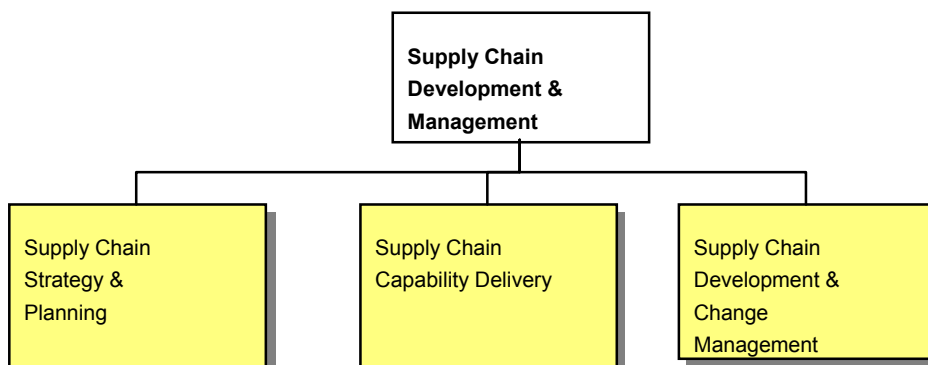 Supply Chain
Development &
Management
Supply Chain
Strategy &
Planning
Supply Chain
Capability Delivery
Supply Chain
Development &
Change
Management